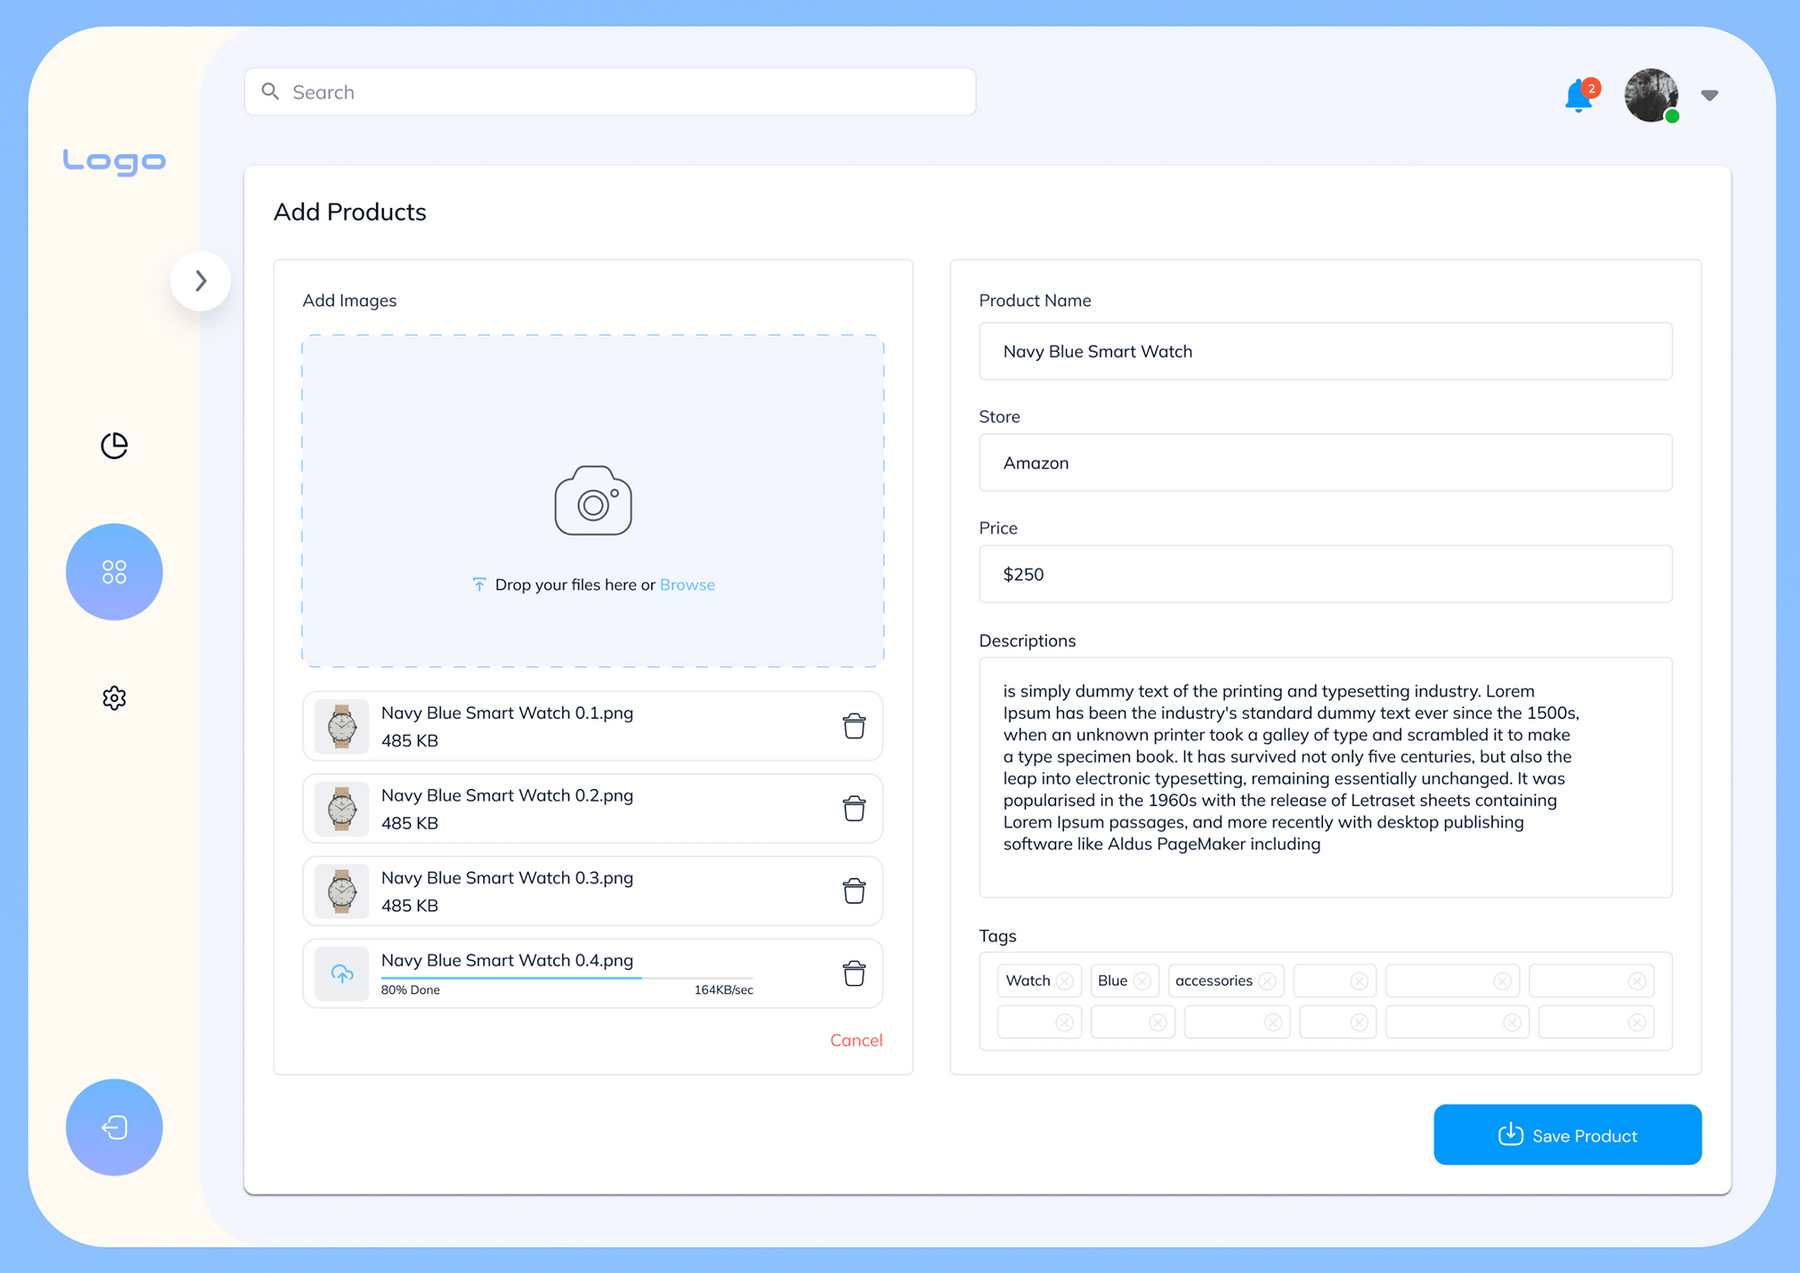 Search
2
Logo
Add Products
Add Images
Drop your files here or Browse
Navy Blue Smart Watch 0.1.png
485 KB
Navy Blue Smart Watch 0.2.png
485 KB
Navy Blue Smart Watch 0.3.png
485 KB
Navy Blue Smart Watch 0.4.png
80% Done 164KB/sec
Cancel
Product Name
Navy Blue Smart Watch
Store
Amazon
Price
$250
Descriptions
is simply dummy text of the printing and typesetting industry. Lorem
Ipsum has been the industry's standard dummy text ever since the 1500s,
when an unknown printer took a galley of type and scrambled it to make
a type specimen book. It has survived not only five centuries, but also the
leap into electronic typesetting, remaining essentially unchanged. It was
popularised in the 1960s with the release of Letraset sheets containing
Lorem Ipsum passages, and more recently with desktop publishing
software like Aldus PageMaker including
Tags
Watch Blue accessories
Save Product